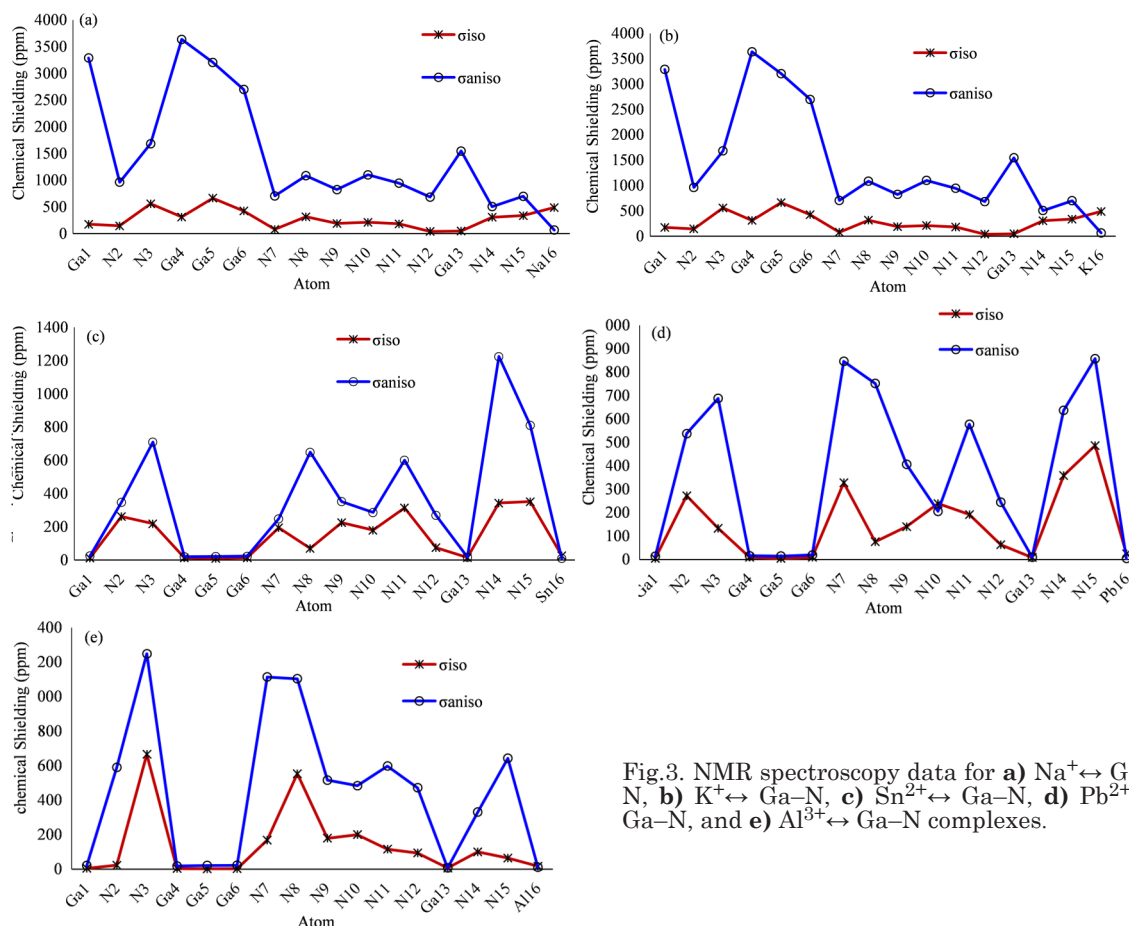 (a)
4000
3500
3000
2500
2000
1500
1000
500
0
Chemical Shielding (ppm)
σiso
σaniso
Ga1 N2 N3 Ga4 Ga5 Ga6 N7 N8 N9 N10 N11 N12 Ga13 N14 N15 Na16
Atom
(b)
4000
3500
3000
2500
2000
1500
1000
500
0
Chemical Shielding (ppm)
σiso
σaniso
Ga1 N2 N3 Ga4 Ga5 Ga6 N7 N8 N9 N10 N11 N12 Ga13 N14 N15 K16
Atom
(c)
1400
1200
1000
800
600
400
200
0
Chemical Shielding (ppm)
σiso
σaniso
Ga1 N2 N3 Ga4 Ga5 Ga6 N7 N8 N9 N10 N11 N12 Ga13 N14 N15 Sn16
Atom
(d)
000
900
800
700
600
500
400
300
200
100
0
Chemical Shielding (ppm)
σiso
σaniso
Ga1 N2 N3 Ga4 Ga5 Ga6 N7 N8 N9 N10 N11 N12 Ga13 N14 N15 Pb16
Atom
(e)
400
200
000
800
600
400
200
0
chemical Shielding (ppm)
σiso
σaniso
Ga1 N2 N3 Ga4 Ga5 Ga6 N7 N8 N9 N10 N11 N12 Ga13 N14 N15 Al16
Atom
Fig.3. NMR spectroscopy data for a) Na⁺↔ G
N, b) K⁺↔ Ga–N, c) Sn²⁺↔ Ga–N, d) Pb²⁺
Ga–N, and e) Al³⁺↔ Ga–N complexes.